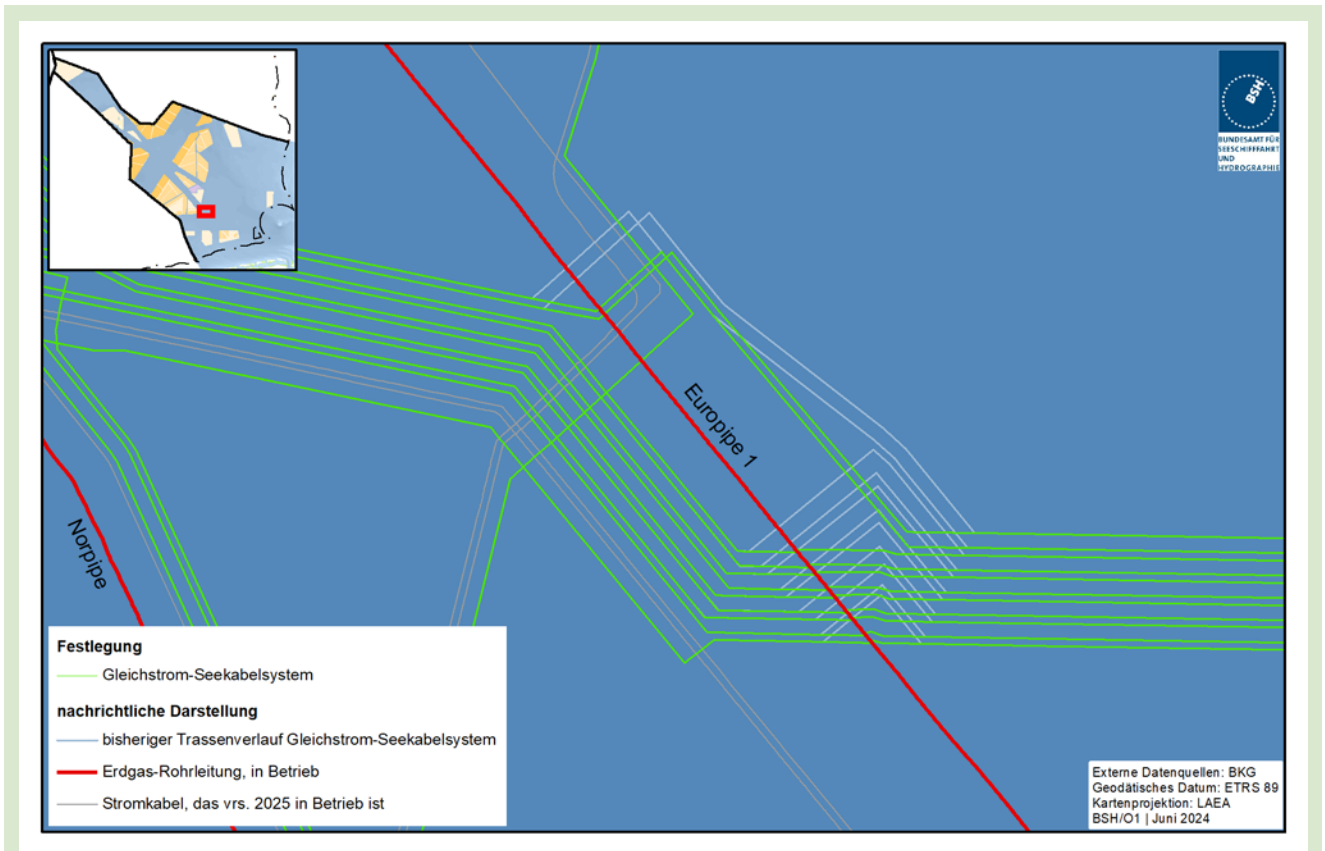 BSH
BUNDESAMT FÜR
SEESCHIFFFAHRT
UND
HYDROGRAPHIE
Europipe 1
Norpipe
Festlegung
Gleichstrom-Seekabelsystem
nachrichtliche Darstellung
bisheriger Trassenverlauf Gleichstrom-Seekabelsystem
Erdgas-Rohrleitung, in Betrieb
Stromkabel, das vrs. 2025 in Betrieb ist
Externe Datenquellen: BKG
Geodätisches Datum: ETRS 89
Kartenprojektion: LAEA
BSH/O1 | Juni 2024